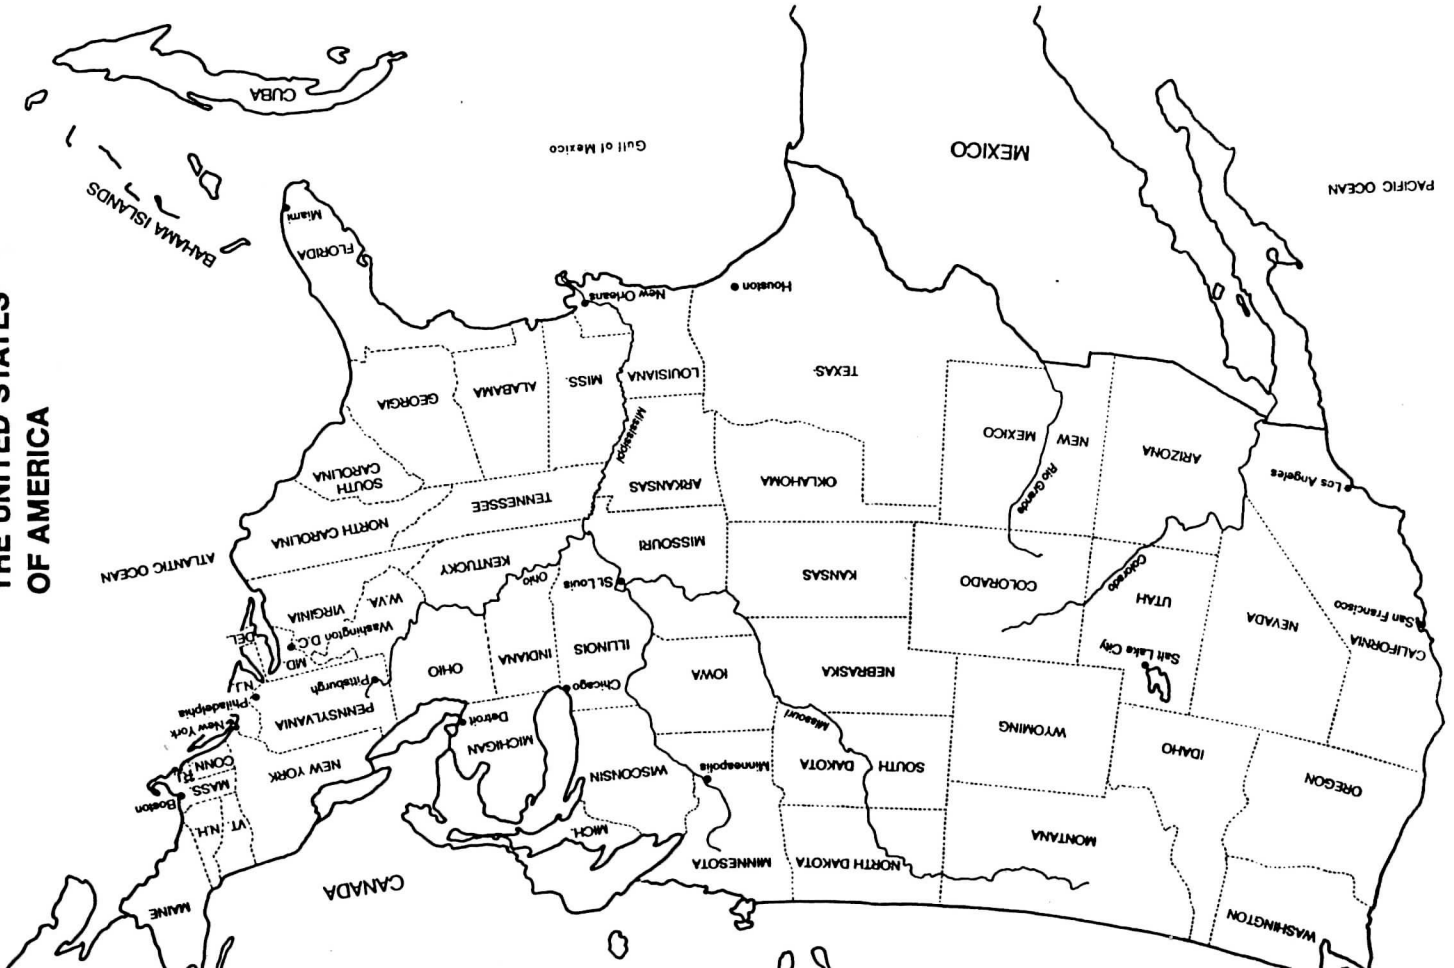 THE UNITED STATES
OF AMERICA
WASHINGTON
MAINE
MONTANA
NORTH DAKOTA
MINNESOTA
CANADA
MICH.
VT.
N.H.
OREGON
IDAHO
WYOMING
SOUTH DAKOTA
Minneapolis
WISCONSIN
MICHIGAN
NEW YORK
MASS.
Boston
CONN
R.I.
Missouri
Detroit
PENNSYLVANIA
New York
Philadelphia
N.J.
Salt Lake City
NEBRASKA
IOWA
Chicago
Pittsburgh
CALIFORNIA
San Francisco
NEVADA
UTAH
Colorado
COLORADO
KANSAS
MISSOURI
St Louis
ILLINOIS
INDIANA
OHIO
Ohio
W.VA.
MD
Washington D.C.
DEL.
VIRGINIA
KENTUCKY
ATLANTIC OCEAN
Los Angeles
ARIZONA
NEW MEXICO
Rio Grande
OKLAHOMA
ARKANSAS
Mississippi
TENNESSEE
NORTH CAROLINA
SOUTH
CAROLINA
TEXAS
LOUISIANA
MISS.
ALABAMA
GEORGIA
Houston
New Orleans
FLORIDA
Miami
PACIFIC OCEAN
MEXICO
Gulf of Mexico
BAHAMA ISLANDS
CUBA